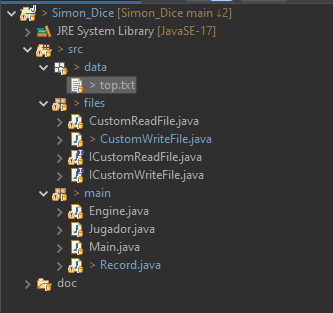 > Simon_Dice [Simon_Dice main ↓2]
JRE System Library [JavaSE-17]
> src
> data
> top.txt
> files
CustomReadFile.java
> CustomWriteFile.java
ICustomReadFile.java
ICustomWriteFile.java
> main
Engine.java
Jugador.java
Main.java
> Record.java
doc